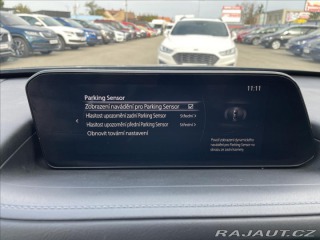 11:11
Parking Sensor
Zobrazení navádění pro Parking Sensor
Hlasitost upozornění zadní Parking Sensor Střední
Hlasitost upozornění přední Parking Sensor Střední
Obnovit tovární nastavení
RAJAUT.CZ